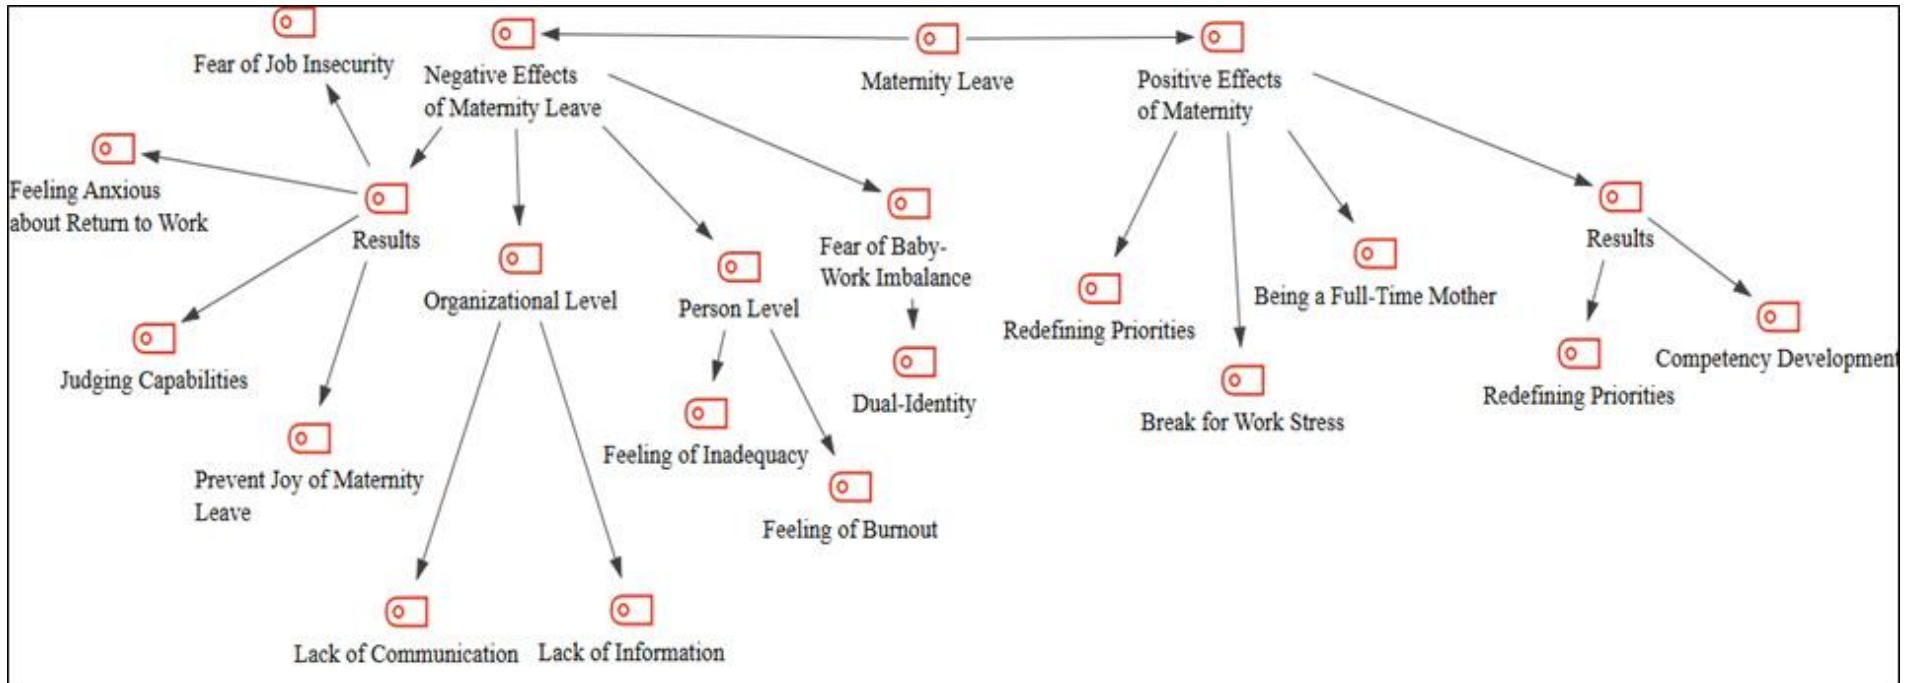 Fear of Job Insecurity
Negative Effects
of Maternity Leave
Maternity Leave
Positive Effects
of Maternity
Feeling Anxious
about Return to Work
Results
Organizational Level
Person Level
Fear of Baby-
Work Imbalance
Redefining Priorities
Being a Full-Time Mother
Results
Judging Capabilities
Prevent Joy of Maternity
Leave
Feeling of Inadequacy
Dual-Identity
Break for Work Stress
Redefining Priorities
Competency Development
Feeling of Burnout
Lack of Communication
Lack of Information